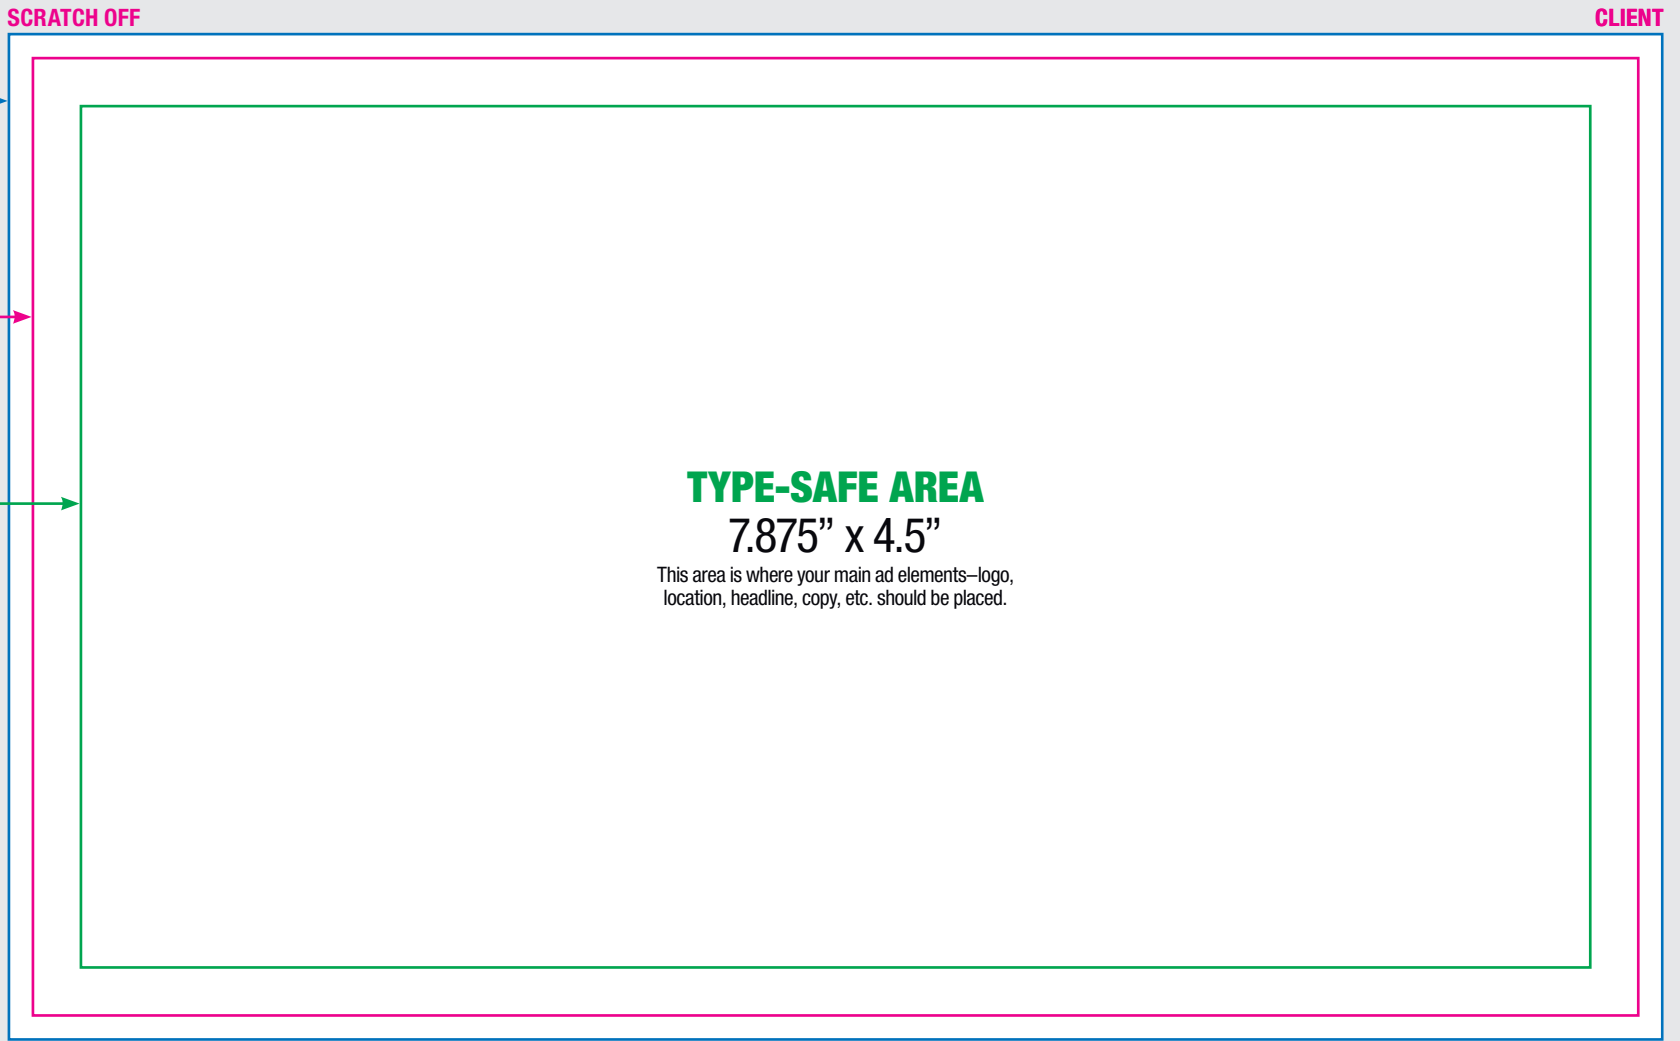 SCRATCH OFF
CLIENT
TYPE-SAFE AREA
7.875” x 4.5”
This area is where your main ad elements–logo,
location, headline, copy, etc. should be placed.